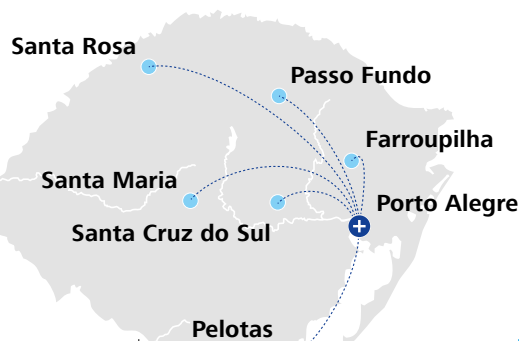 Santa Rosa
Passo Fundo
Farroupilha
Santa Maria
Porto Alegre
Santa Cruz do Sul
Pelotas